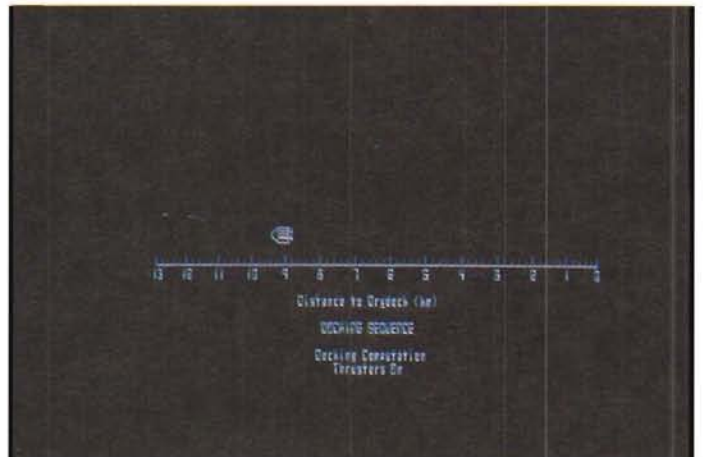 13 12 11 10 9 8 7 6 5 4 3 2 1 0
Distance to Drydock (km)
DOCKING SEQUENCE
Docking Computation
Thrusters On